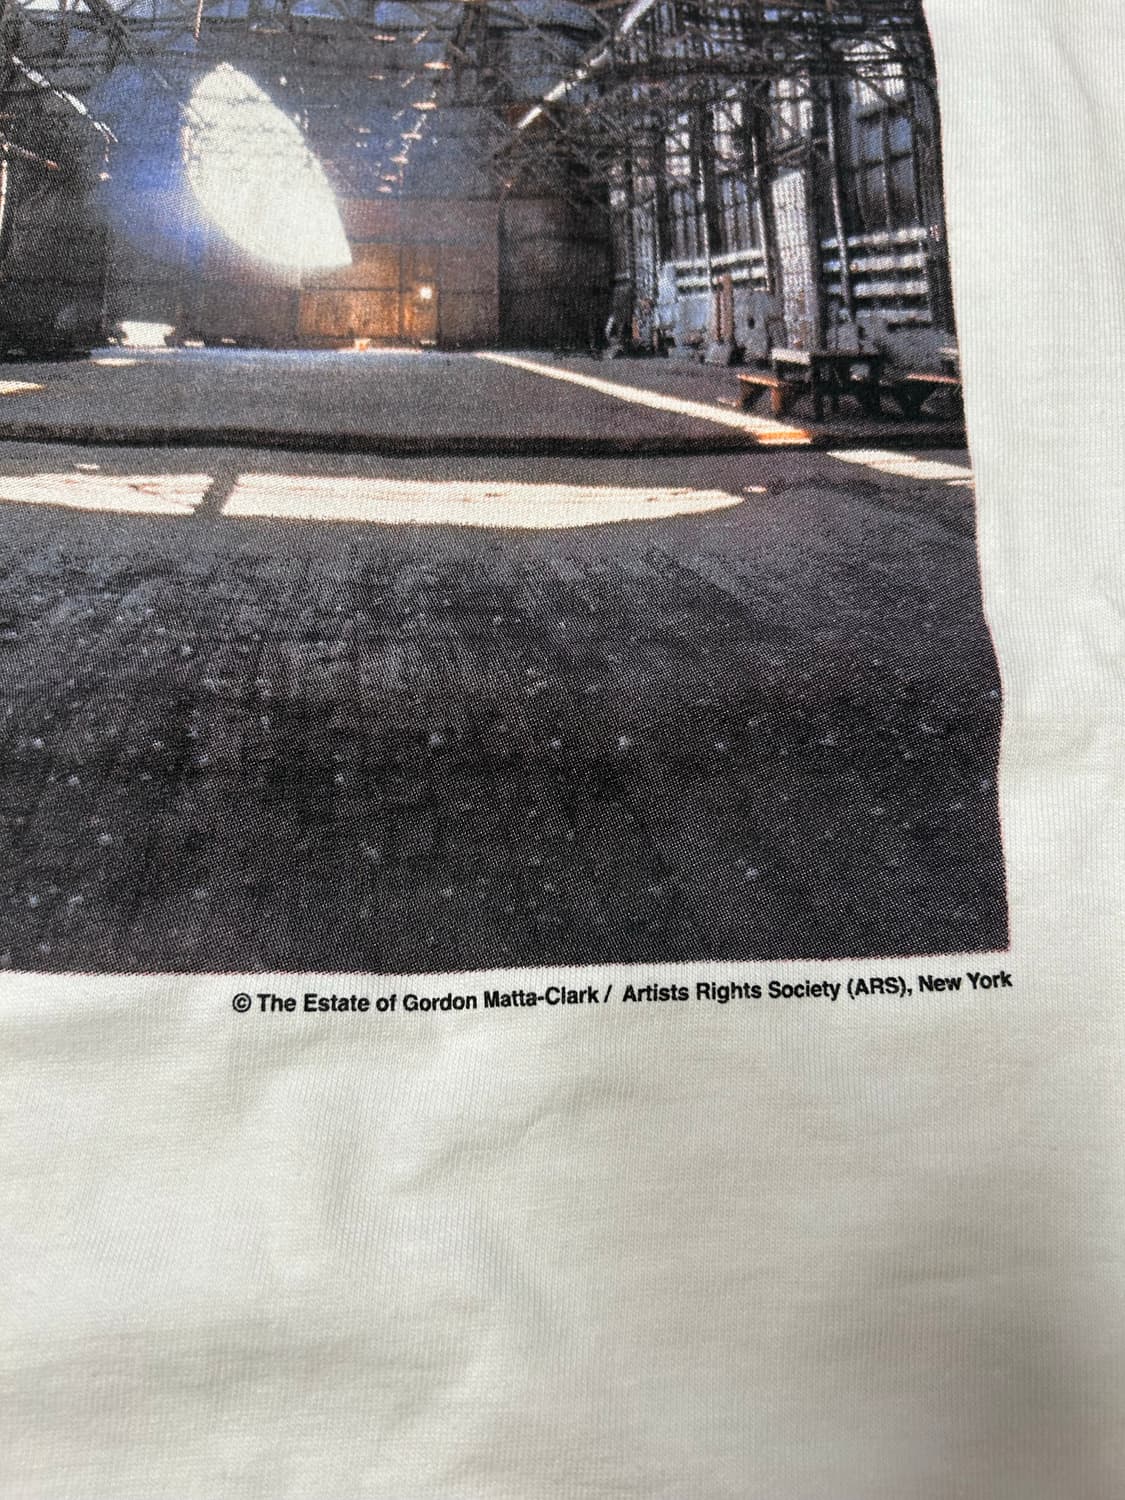 © The Estate of Gordon Matta-Clark / Artists Rights Society (ARS), New York